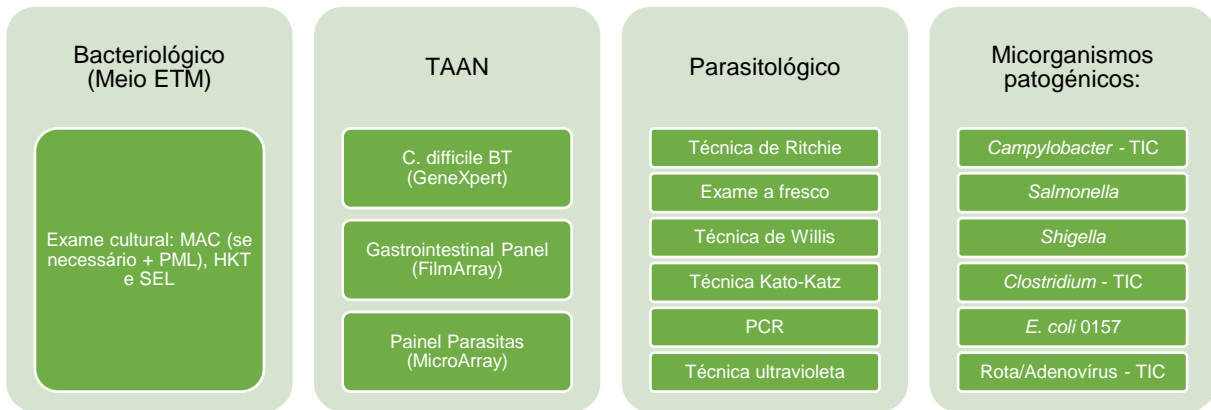 Bacteriológico
(Meio ETM)
Exame cultural: MAC (se
necessário + PML), HKT
e SEL
TAAN
C. difficile BT
(GeneXpert)
Gastrointestinal Panel
(FilmArray)
Painel Parasitas
(MicroArray)
Parasitológico
Técnica de Ritchie
Exame a fresco
Técnica de Willis
Técnica Kato-Katz
PCR
Técnica ultravioleta
Micorganismos
patogénicos:
Campylobacter - TIC
Salmonella
Shigella
Clostridium - TIC
E. coli 0157
Rota/Adenovírus - TIC